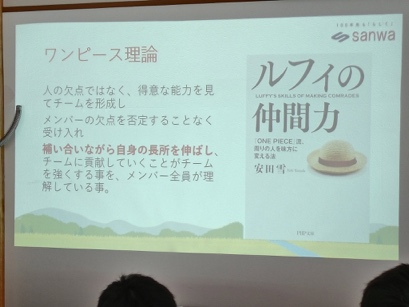 ワンピース理論
人の欠点ではなく、得意な能力を見
てチームを形成し
メンバーの欠点を否定することなく
受け入れ
補い合いながら自身の長所を伸ばし、
チームに貢献していくことがチーム
を強くする事を、メンバー全員が理
解している事。
sanwa
ルフィの
LUFFY'S SKILLS OF MAKING COMRADES
仲間力
『ONE PIECE』流、
周りの人を味方に
変える法
安田 雪